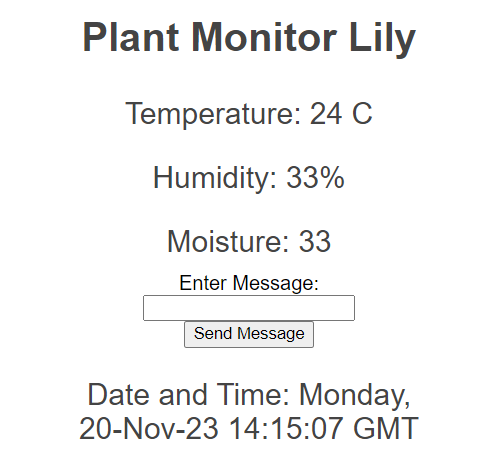 Plant Monitor Lily
Temperature: 24 C
Humidity: 33%
Moisture: 33
Enter Message:
Send Message
Date and Time: Monday,
20-Nov-23 14:15:07 GMT